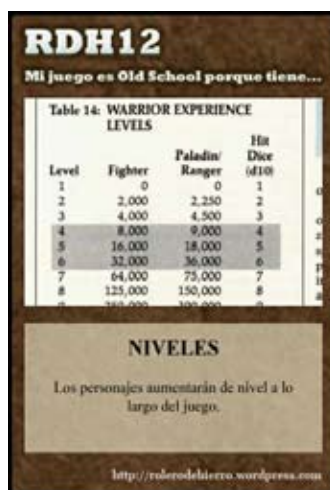 RDH12
Mi juego es Old School porque tiene...
Table 14: WARRIOR EXPERIENCE
LEVELS
Hit
Paladin/ Dice
Level Fighter Ranger (d10)
1 0 0 1
2 2,000 2,250 2
3 4,000 4,500 3
4 8,000 9,000 4
5 16,000 18,000 5
6 32,000 36,000 6
7 64,000 75,000 7
8 125,000 150,000 8
NIVELES
Los personajes aumentarán de nivel a lo
largo del juego.
http://rolerodehierro.wordpress.com